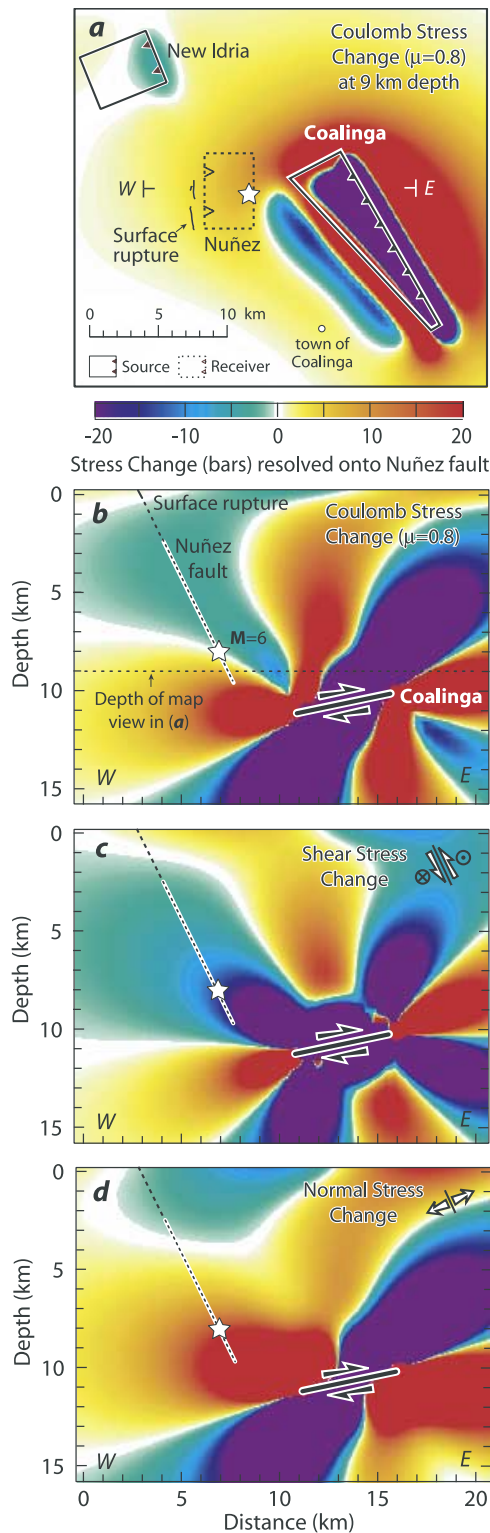 a
New Idria
Coulomb Stress
Change (μ=0.8)
at 9 km depth
Coalinga
W
E
Surface
rupture
Nuñez
0 10 km
town of
Coalinga
Source
Receiver
-20 -10 0 10 20
Stress Change (bars) resolved onto Nuñez fault
b
Surface rupture
Coulomb Stress
Change (μ=0.8)
Nuñez
fault
M=6
Depth of map
view in (a)
Coalinga
W
E
0
5
10
15
Depth (km)
c
Shear Stress
Change
W
E
0
5
10
15
Depth (km)
d
Normal Stress
Change
W
E
0
5
10
15
Depth (km)
0 5 10 15 20
Distance (km)